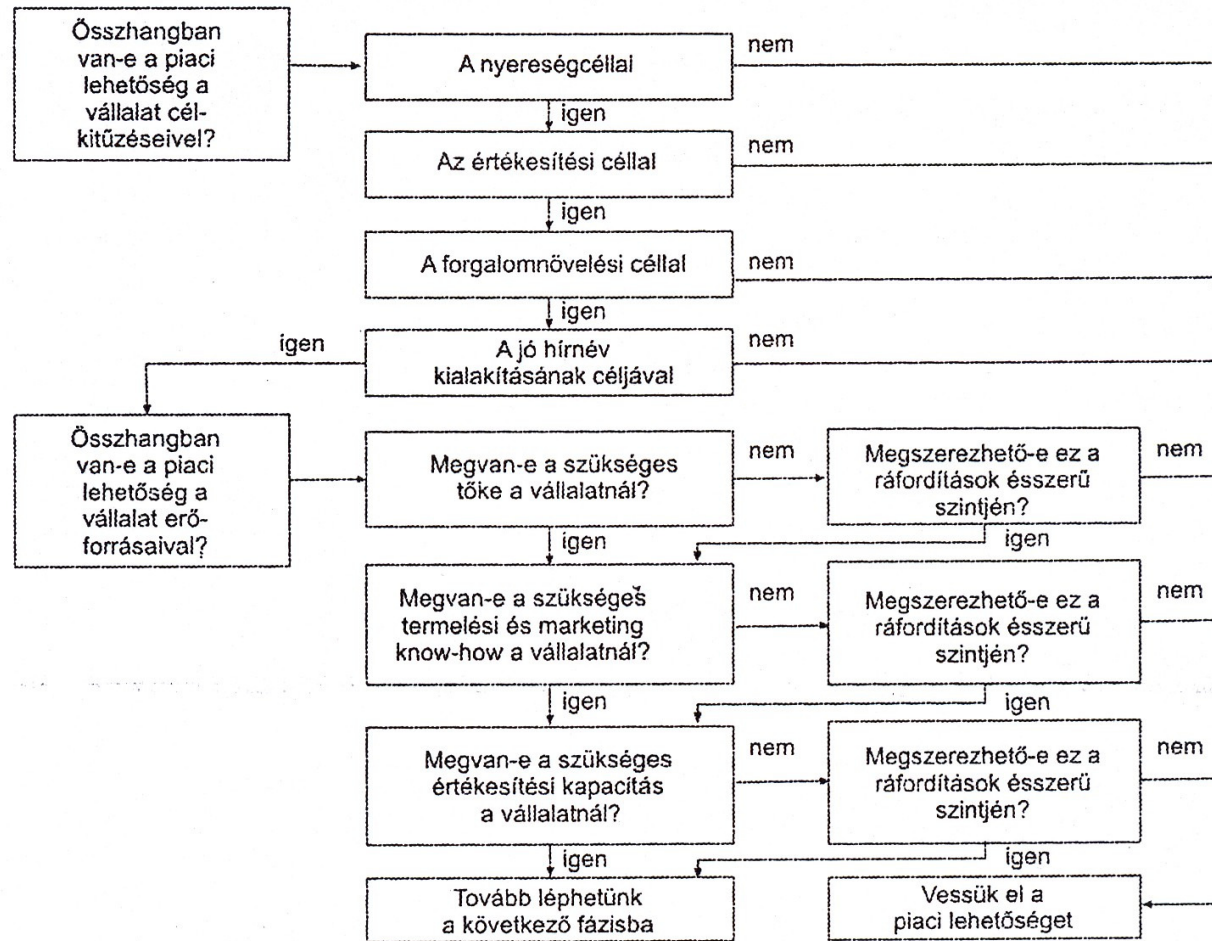 Összhangban
van-e a piaci
lehetőség a
vállalat cél-
kitűzéseivel?
A nyereségcéllal
nem
igen
Az értékesítési céllal
nem
igen
A forgalomnövelési céllal
nem
igen
A jó hírnév
kialakításának céljával
nem
igen
Összhangban
van-e a piaci
lehetőség a
vállalat erő-
forrásaival?
Megvan-e a szükséges
tőke a vállalatnál?
nem
Megszerezhető-e ez a
ráfordítások ésszerű
szintjén?
nem
igen
igen
Megvan-e a szükséges
termelési és marketing
know-how a vállalatnál?
nem
Megszerezhető-e ez a
ráfordítások ésszerű
szintjén?
nem
igen
igen
Megvan-e a szükséges
értékesítési kapacitás
a vállalatnál?
nem
Megszerezhető-e ez a
ráfordítások ésszerű
szintjén?
nem
igen
igen
Tovább léphetünk
a következő fázisba
Vessük el a
piaci lehetőséget